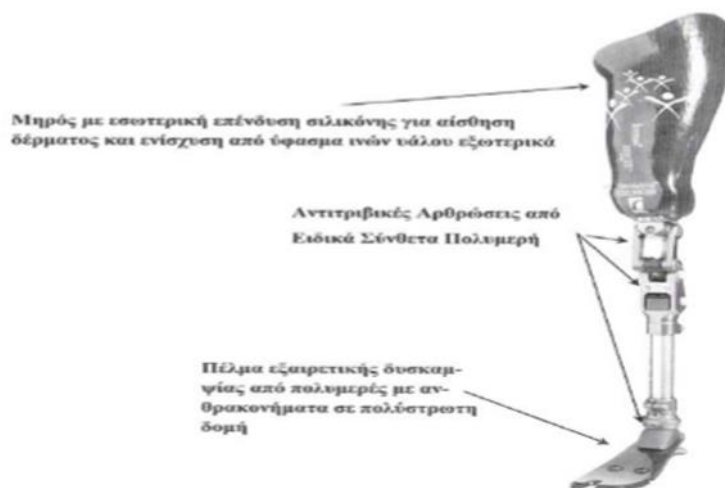 Μηρός με εσωτερική επένδυση σιλικόνης για αίσθηση
δέρματος και ενίσχυση από ύφασμα ινών υάλου εξωτερικά
Αντιτριβικές Αρθρώσεις από
Ειδικά Σύνθετα Πολυμερή
Πέλμα εξαιρετικής δυσκαμ-
ψίας από πολυμερές με αν-
θρακονήματα σε πολύστρωτη
δομή